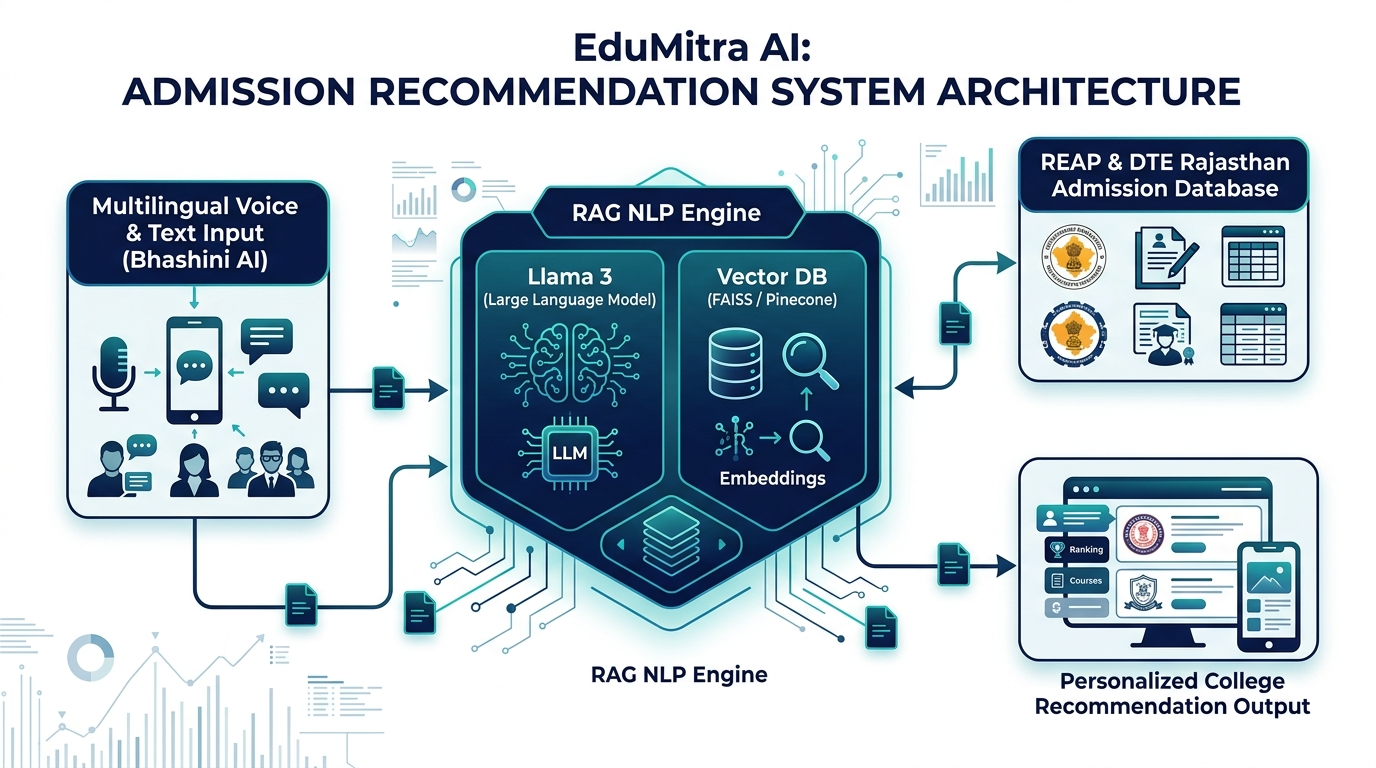 EduMitra AI:
ADMISSION RECOMMENDATION SYSTEM ARCHITECTURE
Multilingual Voice
& Text Input
(Bhashini AI)
RAG NLP Engine
Llama 3
(Large Language Model)
LLM
Vector DB
(FAISS / Pinecone)
Embeddings
RAG NLP Engine
REAP & DTE Rajasthan
Admission Database
Ranking
Courses
Personalized College
Recommendation Output